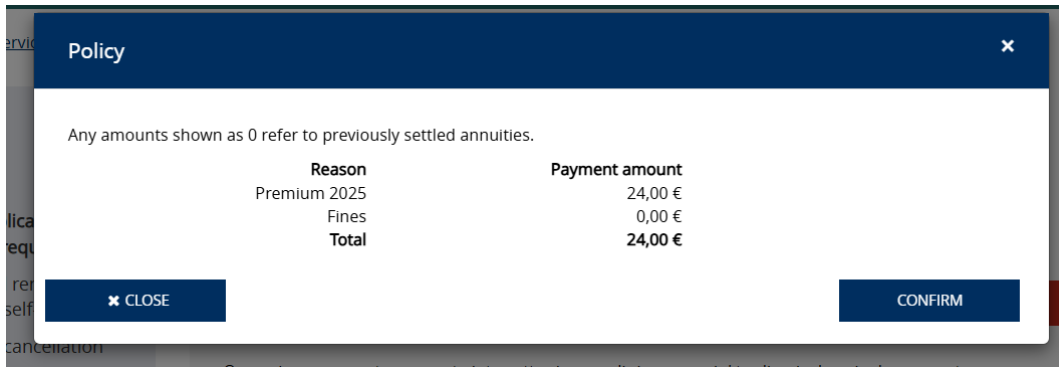 Policy ×
Any amounts shown as 0 refer to previously settled annuities.
Reason Payment amount
Premium 2025 24,00 €
Fines 0,00 €
Total 24,00 €
✖ CLOSE CONFIRM
cancellation